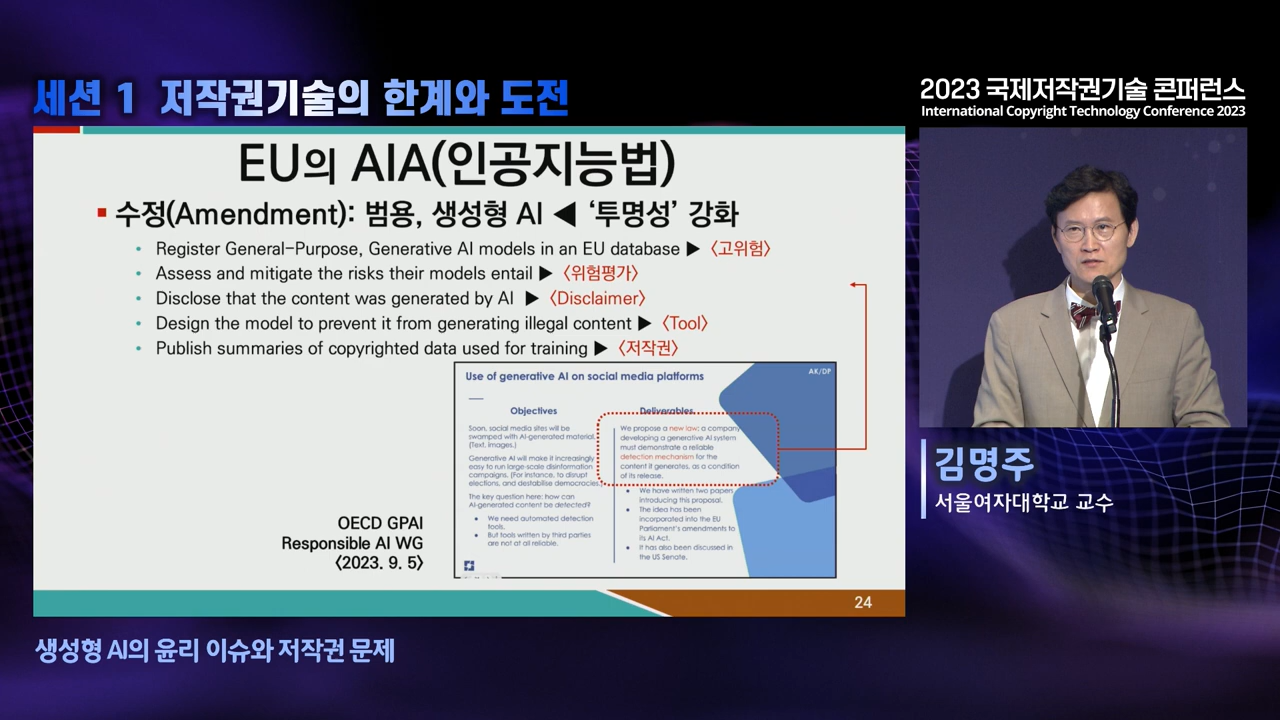 세션 1 저작권기술의 한계와 도전
2023 국제저작권기술 콘퍼런스
International Copyright Technology Conference 2023
EU의 AIA(인공지능법)
수정(Amendment): 범용, 생성형 AI ◀ ‘투명성’ 강화
• Register General-Purpose, Generative AI models in an EU database ▶ <고위험>
• Assess and mitigate the risks their models entail ▶ <위험평가>
• Disclose that the content was generated by AI ▶ <Disclaimer>
• Design the model to prevent it from generating illegal content ▶ <Tool>
• Publish summaries of copyrighted data used for training ▶ <저작권>
Use of generative AI on social media platforms
AK/DP
Objectives
Soon, social media sites will be
swamped with AI-generated material.
(Text, images.)
Generative AI will make it increasingly
easy to run large-scale disinformation
campaigns. (For instance, to disrupt
elections, and destabilise democracies.)
The key question here: how can
AI-generated content be detected?
• We need automated detection
tools.
• But tools written by third parties
are not at all reliable.
Deliverables
We propose a new law: a company
developing a generative AI system
must demonstrate a reliable
detection mechanism for the
content it generates, as a condition
of its release.
• We have written two papers
introducing this proposal.
• The idea has been
incorporated into the EU
Parliament's amendments to
its AI Act.
• It has also been discussed in
the US Senate.
OECD GPAI
Responsible AI WG
<2023. 9. 5>
24
김명주
서울여자대학교 교수
생성형 AI의 윤리 이슈와 저작권 문제